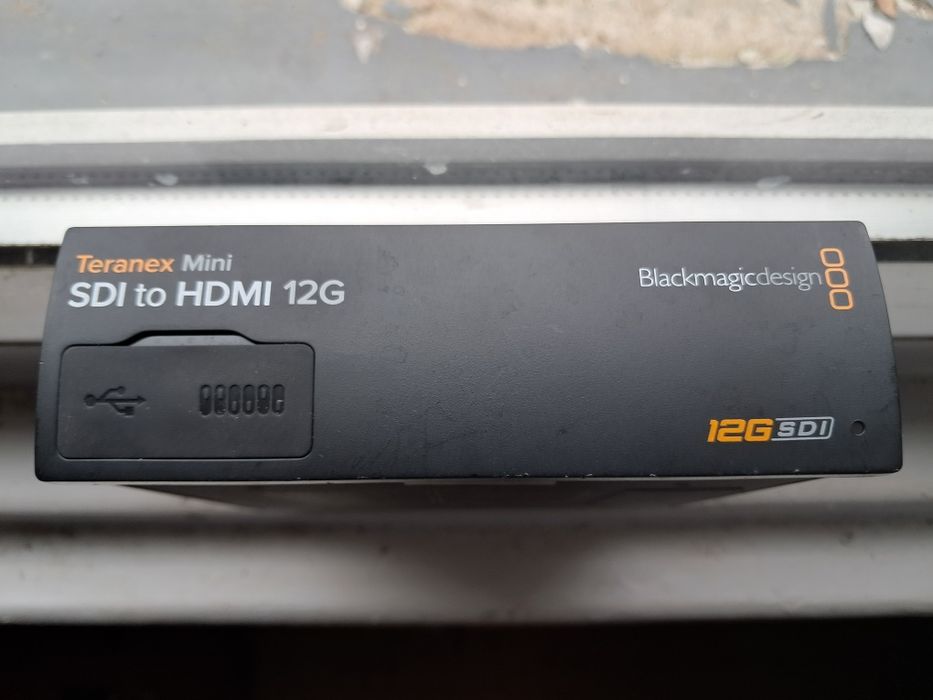 Teranex Mini
SDI to HDMI 12G
Blackmagicdesign
12G SDI